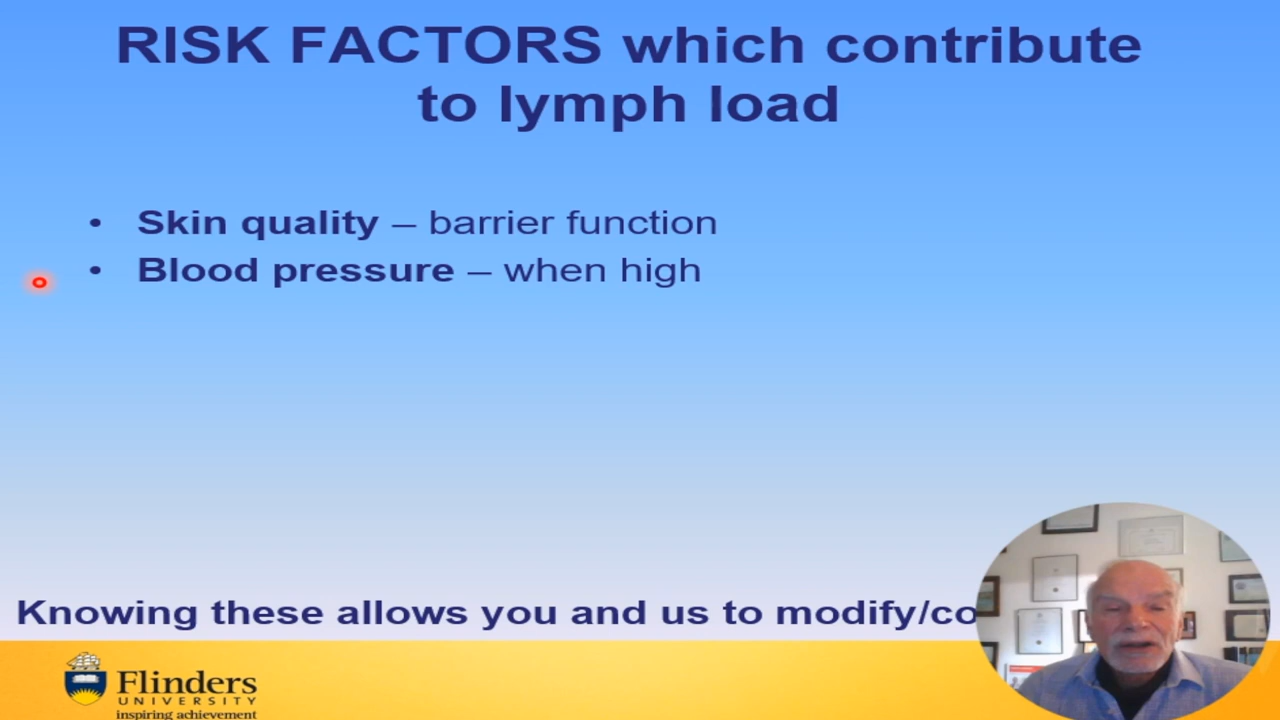 RISK FACTORS which contribute
to lymph load
• Skin quality – barrier function
• Blood pressure – when high
Knowing these allows you and us to modify/co
Flinders
UNIVERSITY
inspiring achievement